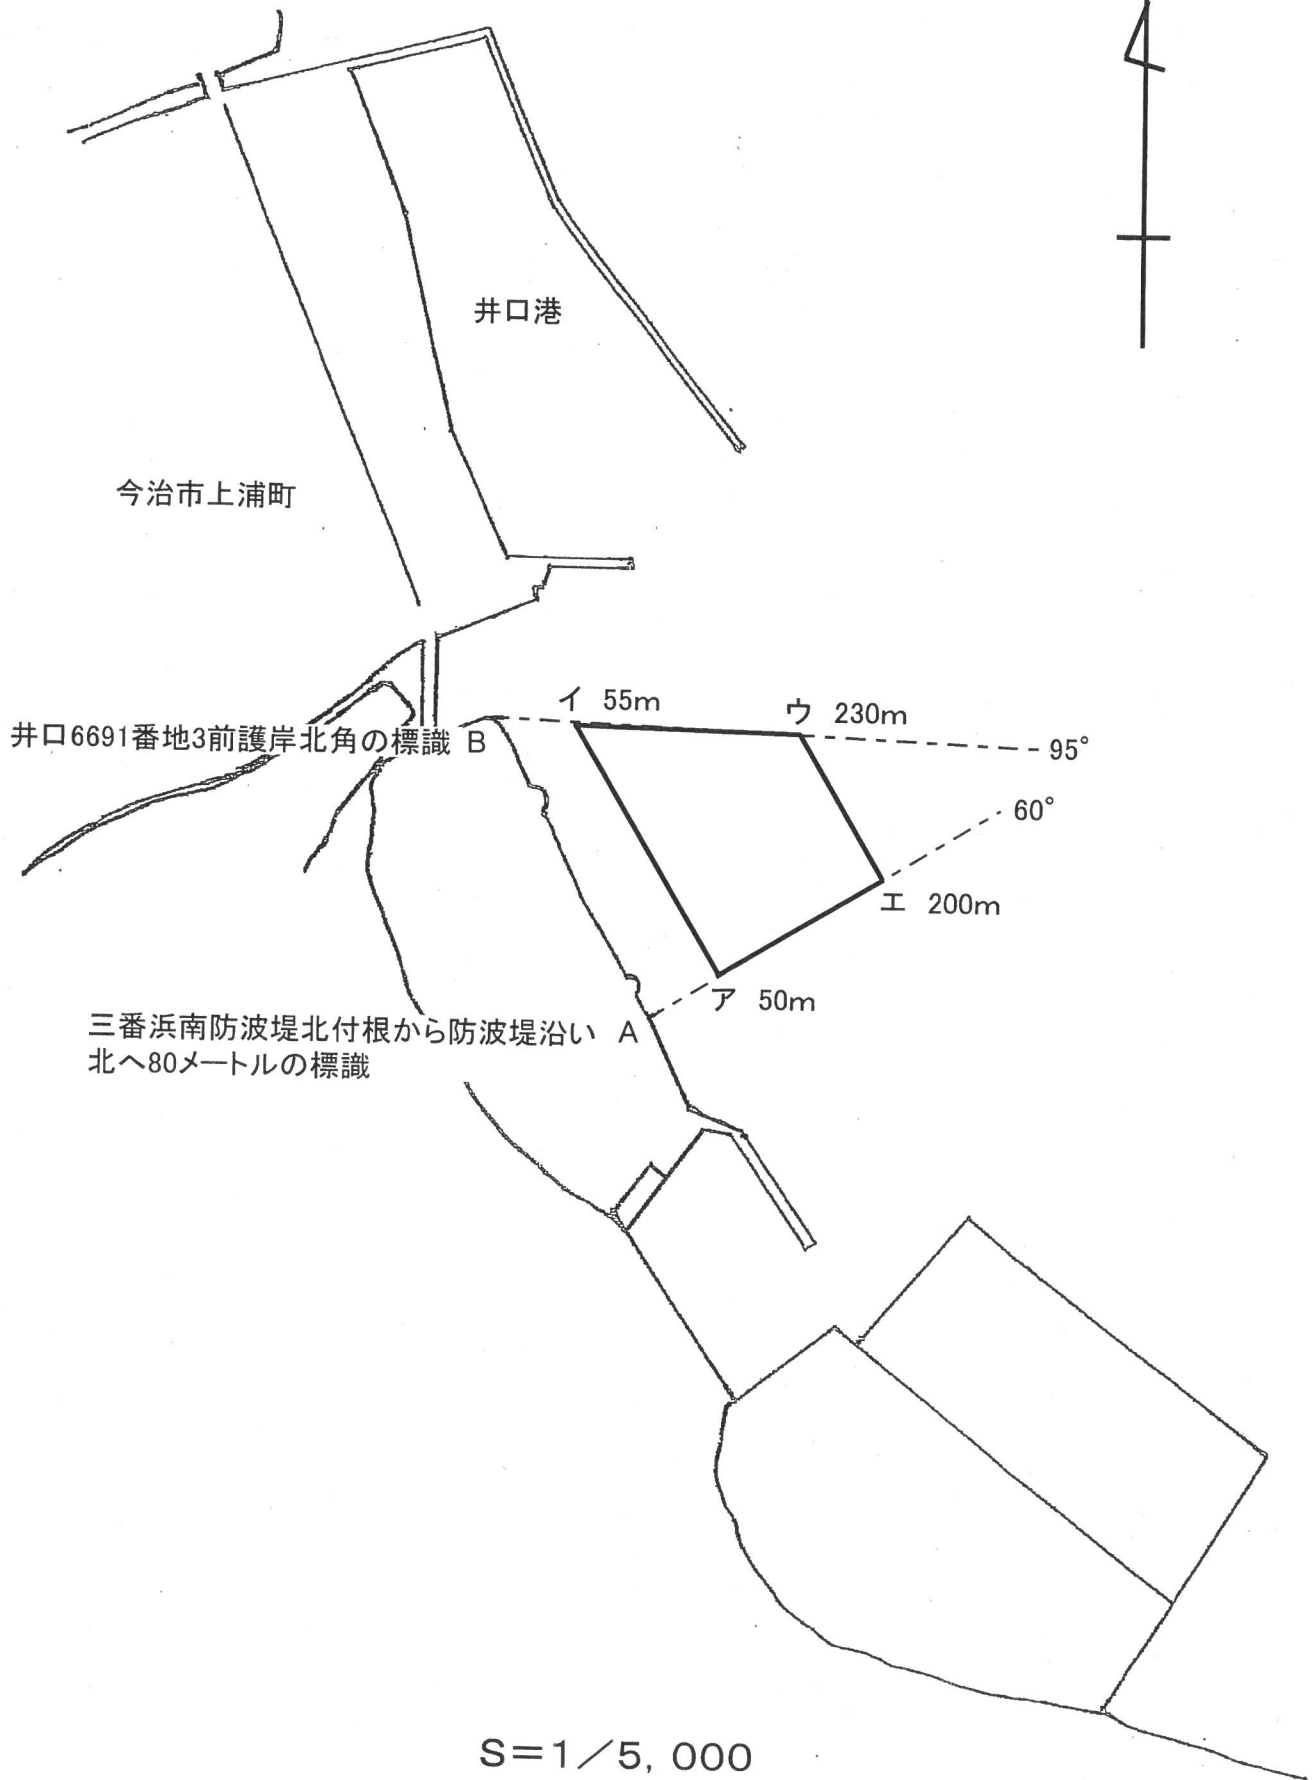 井口港
今治市上浦町
イ 55m
ウ 230m
井口6691番地3前護岸北角の標識 B
95°
60°
エ 200m
ア 50m
三番浜南防波堤北付根から防波堤沿い A
北へ80メートルの標識
S=1/5,000